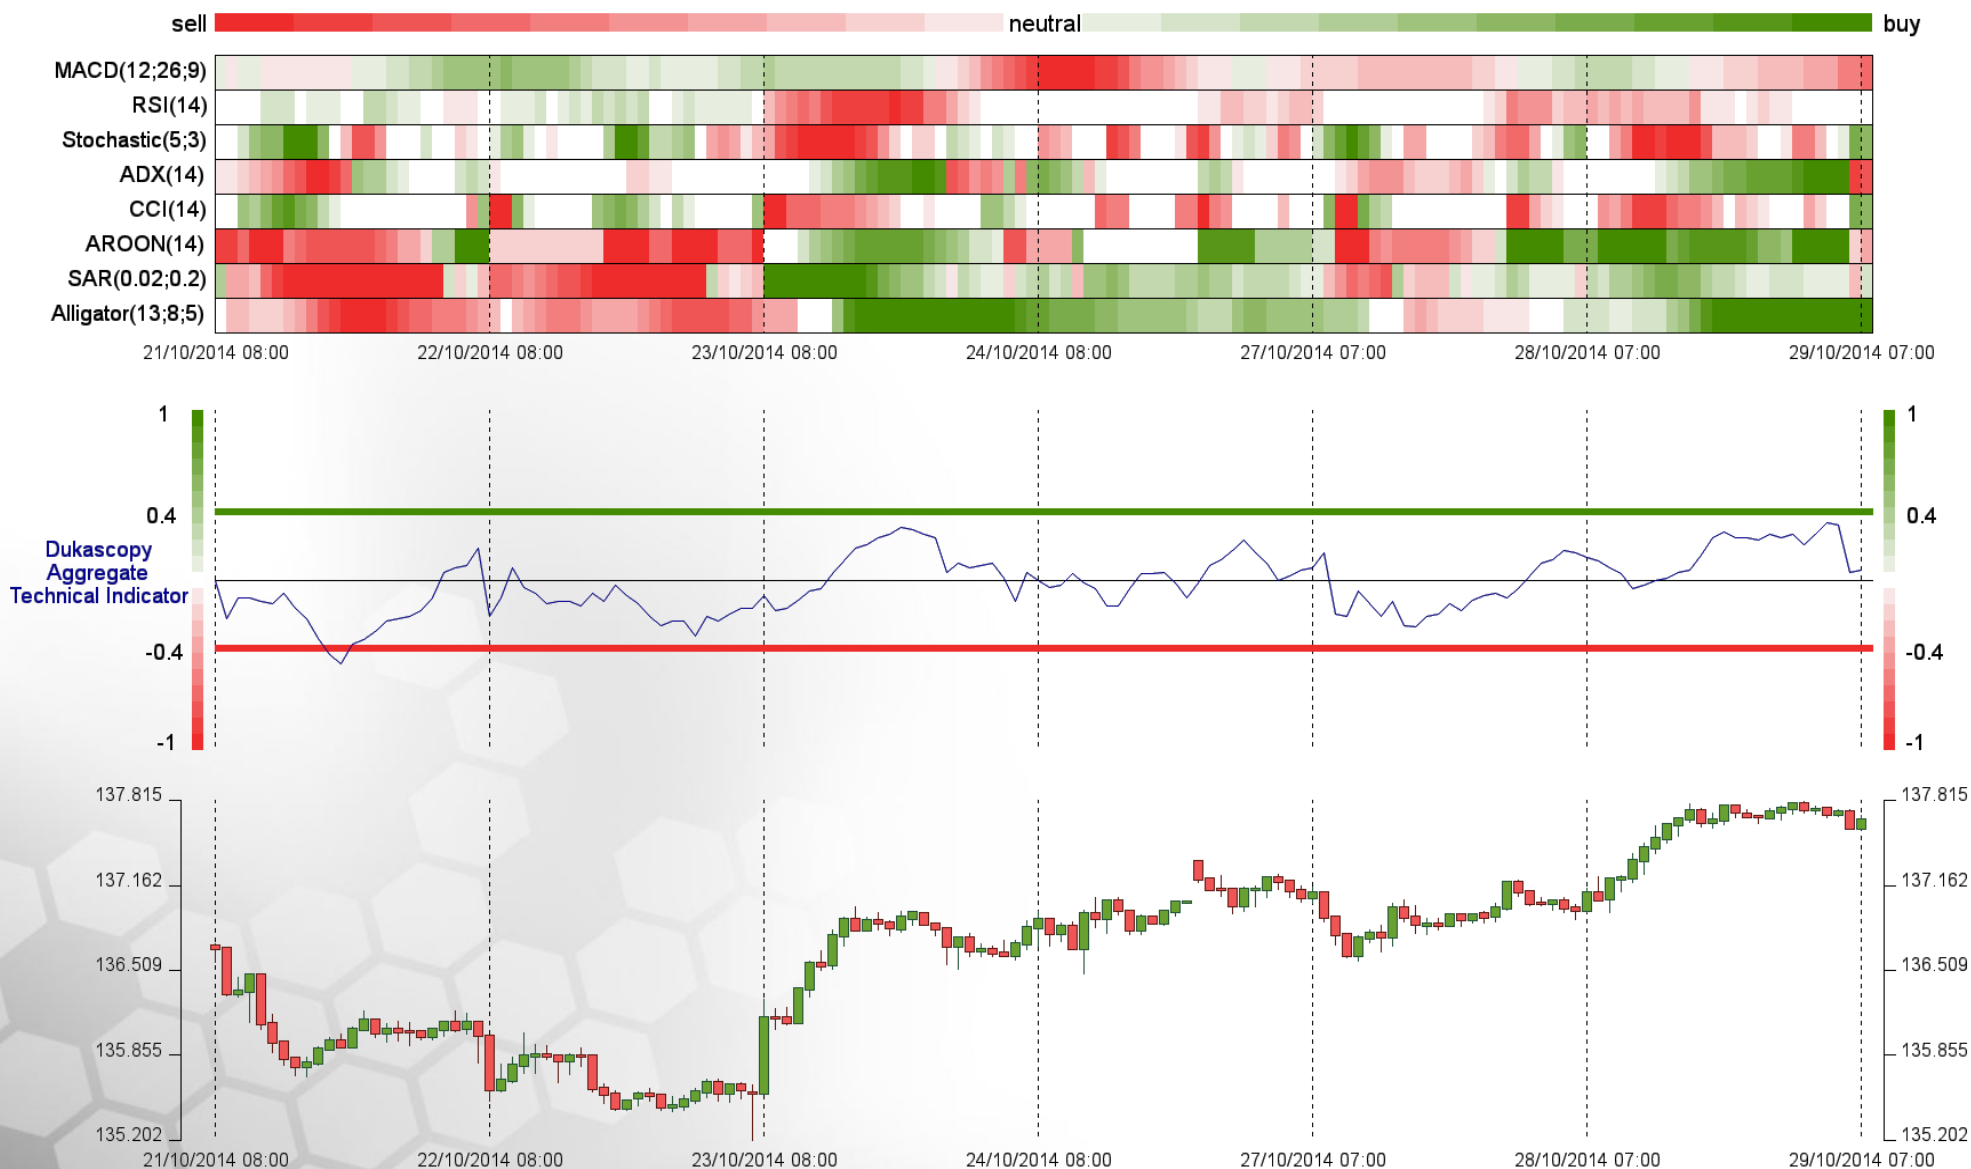 sell neutral buy
MACD(12;26;9)
RSI(14)
Stochastic(5;3)
ADX(14)
CCI(14)
AROON(14)
SAR(0.02;0.2)
Alligator(13;8;5)
21/10/2014 08:00 22/10/2014 08:00 23/10/2014 08:00 24/10/2014 08:00 27/10/2014 07:00 28/10/2014 07:00 29/10/2014 07:00
1 1
0.4 0.4
Dukascopy
Aggregate
Technical Indicator
-0.4 -0.4
-1 -1
137.815 137.815
137.162 137.162
136.509 136.509
135.855 135.855
135.202 135.202
21/10/2014 08:00 22/10/2014 08:00 23/10/2014 08:00 24/10/2014 08:00 27/10/2014 07:00 28/10/2014 07:00 29/10/2014 07:00